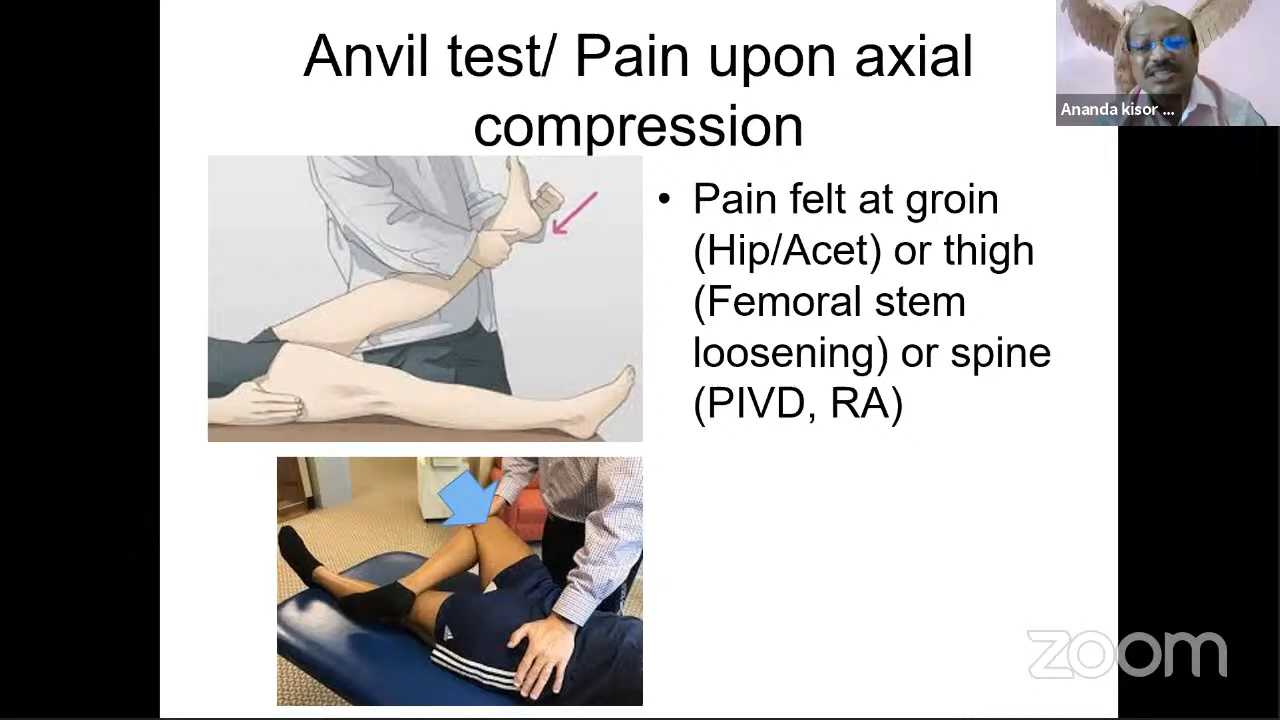 Anvil test/ Pain upon axial
compression
Ananda kisor ...
• Pain felt at groin
(Hip/Acet) or thigh
(Femoral stem
loosening) or spine
(PIVD, RA)
zoom